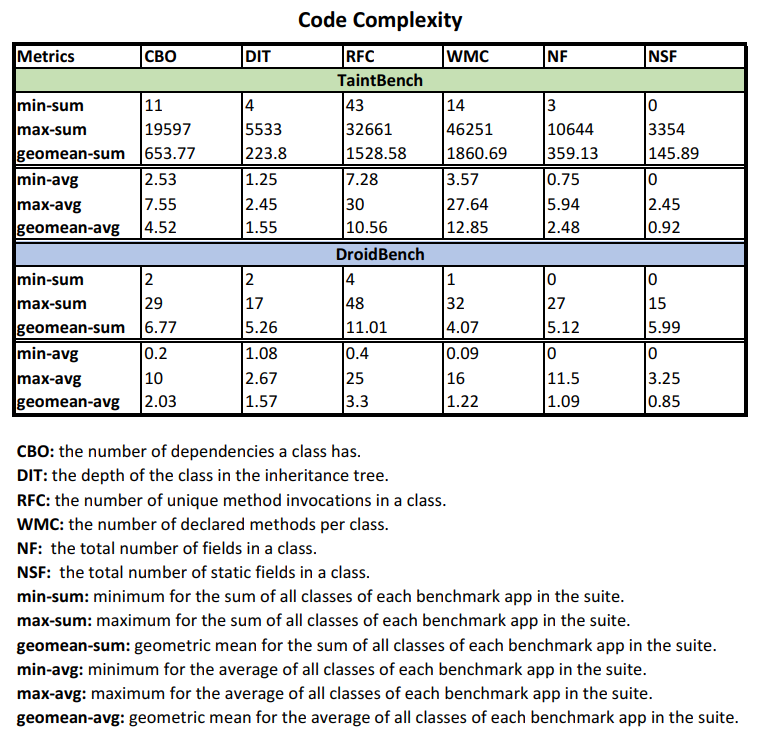 Code Complexity
Metrics CBO DIT RFC WMC NF NSF
TaintBench
min-sum 11 4 43 14 3 0
max-sum 19597 5533 32661 46251 10644 3354
geomean-sum 653.77 223.8 1528.58 1860.69 359.13 145.89
min-avg 2.53 1.25 7.28 3.57 0.75 0
max-avg 7.55 2.45 30 27.64 5.94 2.45
geomean-avg 4.52 1.55 10.56 12.85 2.48 0.92
DroidBench
min-sum 2 2 4 1 0 0
max-sum 29 17 48 32 27 15
geomean-sum 6.77 5.26 11.01 4.07 5.12 5.99
min-avg 0.2 1.08 0.4 0.09 0 0
max-avg 10 2.67 25 16 11.5 3.25
geomean-avg 2.03 1.57 3.3 1.22 1.09 0.85
CBO: the number of dependencies a class has.
DIT: the depth of the class in the inheritance tree.
RFC: the number of unique method invocations in a class.
WMC: the number of declared methods per class.
NF: the total number of fields in a class.
NSF: the total number of static fields in a class.
min-sum: minimum for the sum of all classes of each benchmark app in the suite.
max-sum: maximum for the sum of all classes of each benchmark app in the suite.
geomean-sum: geometric mean for the sum of all classes of each benchmark app in the suite.
min-avg: minimum for the average of all classes of each benchmark app in the suite.
max-avg: maximum for the average of all classes of each benchmark app in the suite.
geomean-avg: geometric mean for the average of all classes of each benchmark app in the suite.